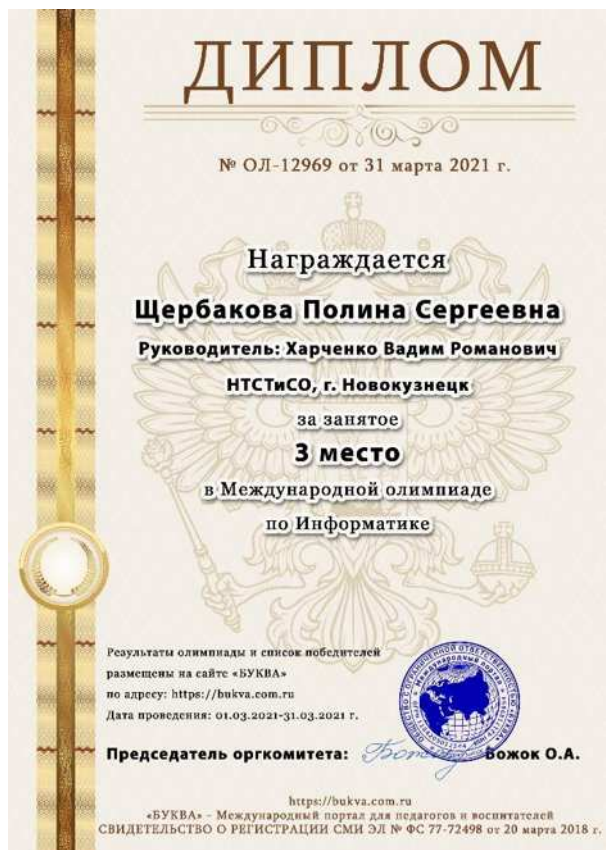 ДИПЛОМ
№ ОЛ-12969 от 31 марта 2021 г.
Награждается
Щербакова Полина Сергеевна
Руководитель: Харченко Вадим Романович
НТСТиСО, г. Новокузнецк
за занятое
3 место
в Международной олимпиаде
по Информатике
Результаты олимпиады и список победителей
размещены на сайте «БУКВА»
по адресу: https://bukva.com.ru
Дата проведения: 01.03.2021-31.03.2021 г.
Председатель оргкомитета: Божок О.А.
https://bukva.com.ru
«БУКВА» - Международный портал для педагогов и воспитателей
СВИДЕТЕЛЬСТВО О РЕГИСТРАЦИИ СМИ ЭЛ № ФС 77-72498 от 20 марта 2018 г.